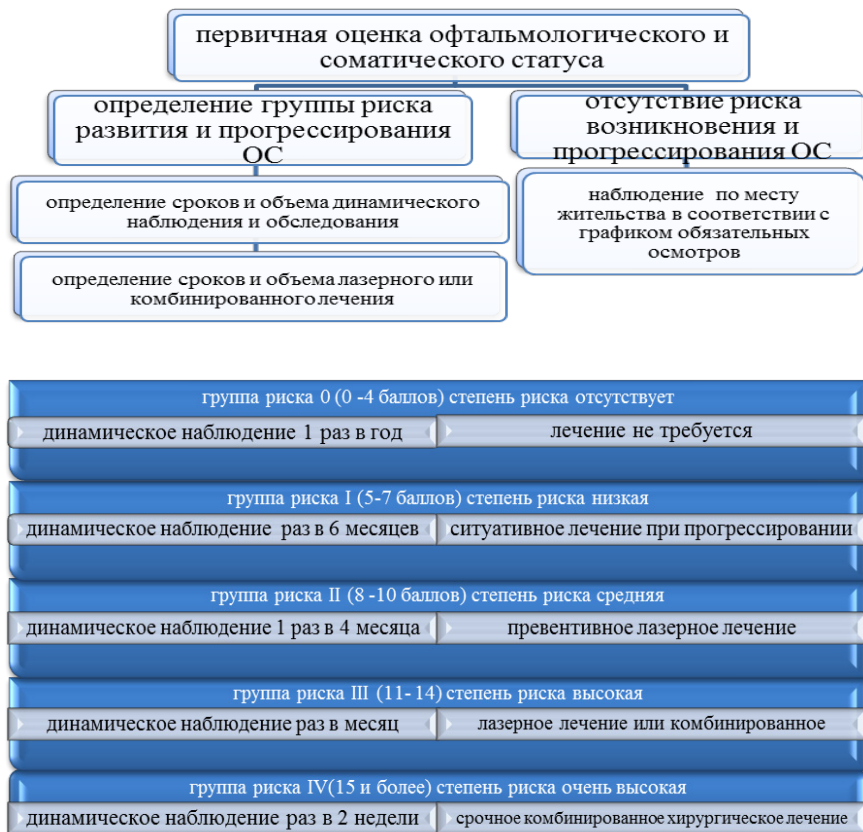 первичная оценка офтальмологического и
соматического статуса
определение группы риска
развития и прогрессирования
ОС
отсутствие риска
возникновения и
прогрессирования ОС
определение сроков и объема динамического
наблюдения и обследования
наблюдение по месту
жительства в соответствии с
графиком обязательных
осмотров
определение сроков и объема лазерного или
комбинированного лечения
группа риска 0 (0 -4 баллов) степень риска отсутствует
динамическое наблюдение 1 раз в год
лечение не требуется
группа риска I (5-7 баллов) степень риска низкая
динамическое наблюдение раз в 6 месяцев
ситуативное лечение при прогрессировании
группа риска II (8 -10 баллов) степень риска средняя
динамическое наблюдение 1 раз в 4 месяца
превентивное лазерное лечение
группа риска III (11- 14) степень риска высокая
динамическое наблюдение раз в месяц
лазерное лечение или комбинированное
группа риска IV(15 и более) степень риска очень высокая
динамическое наблюдение раз в 2 недели
срочное комбинированное хирургическое лечение